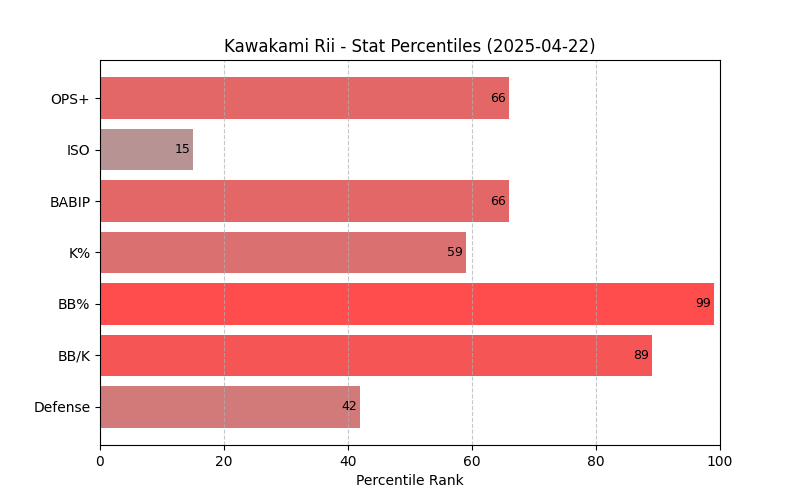 Kawakami Rii - Stat Percentiles (2025-04-22)
OPS+ 66
ISO 15
BABIP 66
K% 59
BB% 99
BB/K 89
Defense 42
0 20 40 60 80 100
Percentile Rank